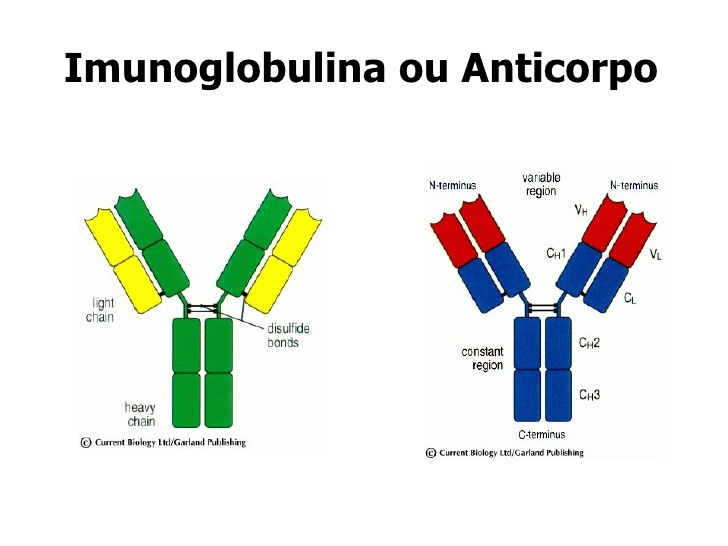 Imunoglobulina ou Anticorpo
light
chain
disulfide
bonds
heavy
chain
© Current Biology Ltd/Garland Publishing
N-terminus
variable
region
N-terminus
VH
CH1
VL
CL
constant
region
CH2
CH3
C-terminus
© Current Biology Ltd/Garland Publishing